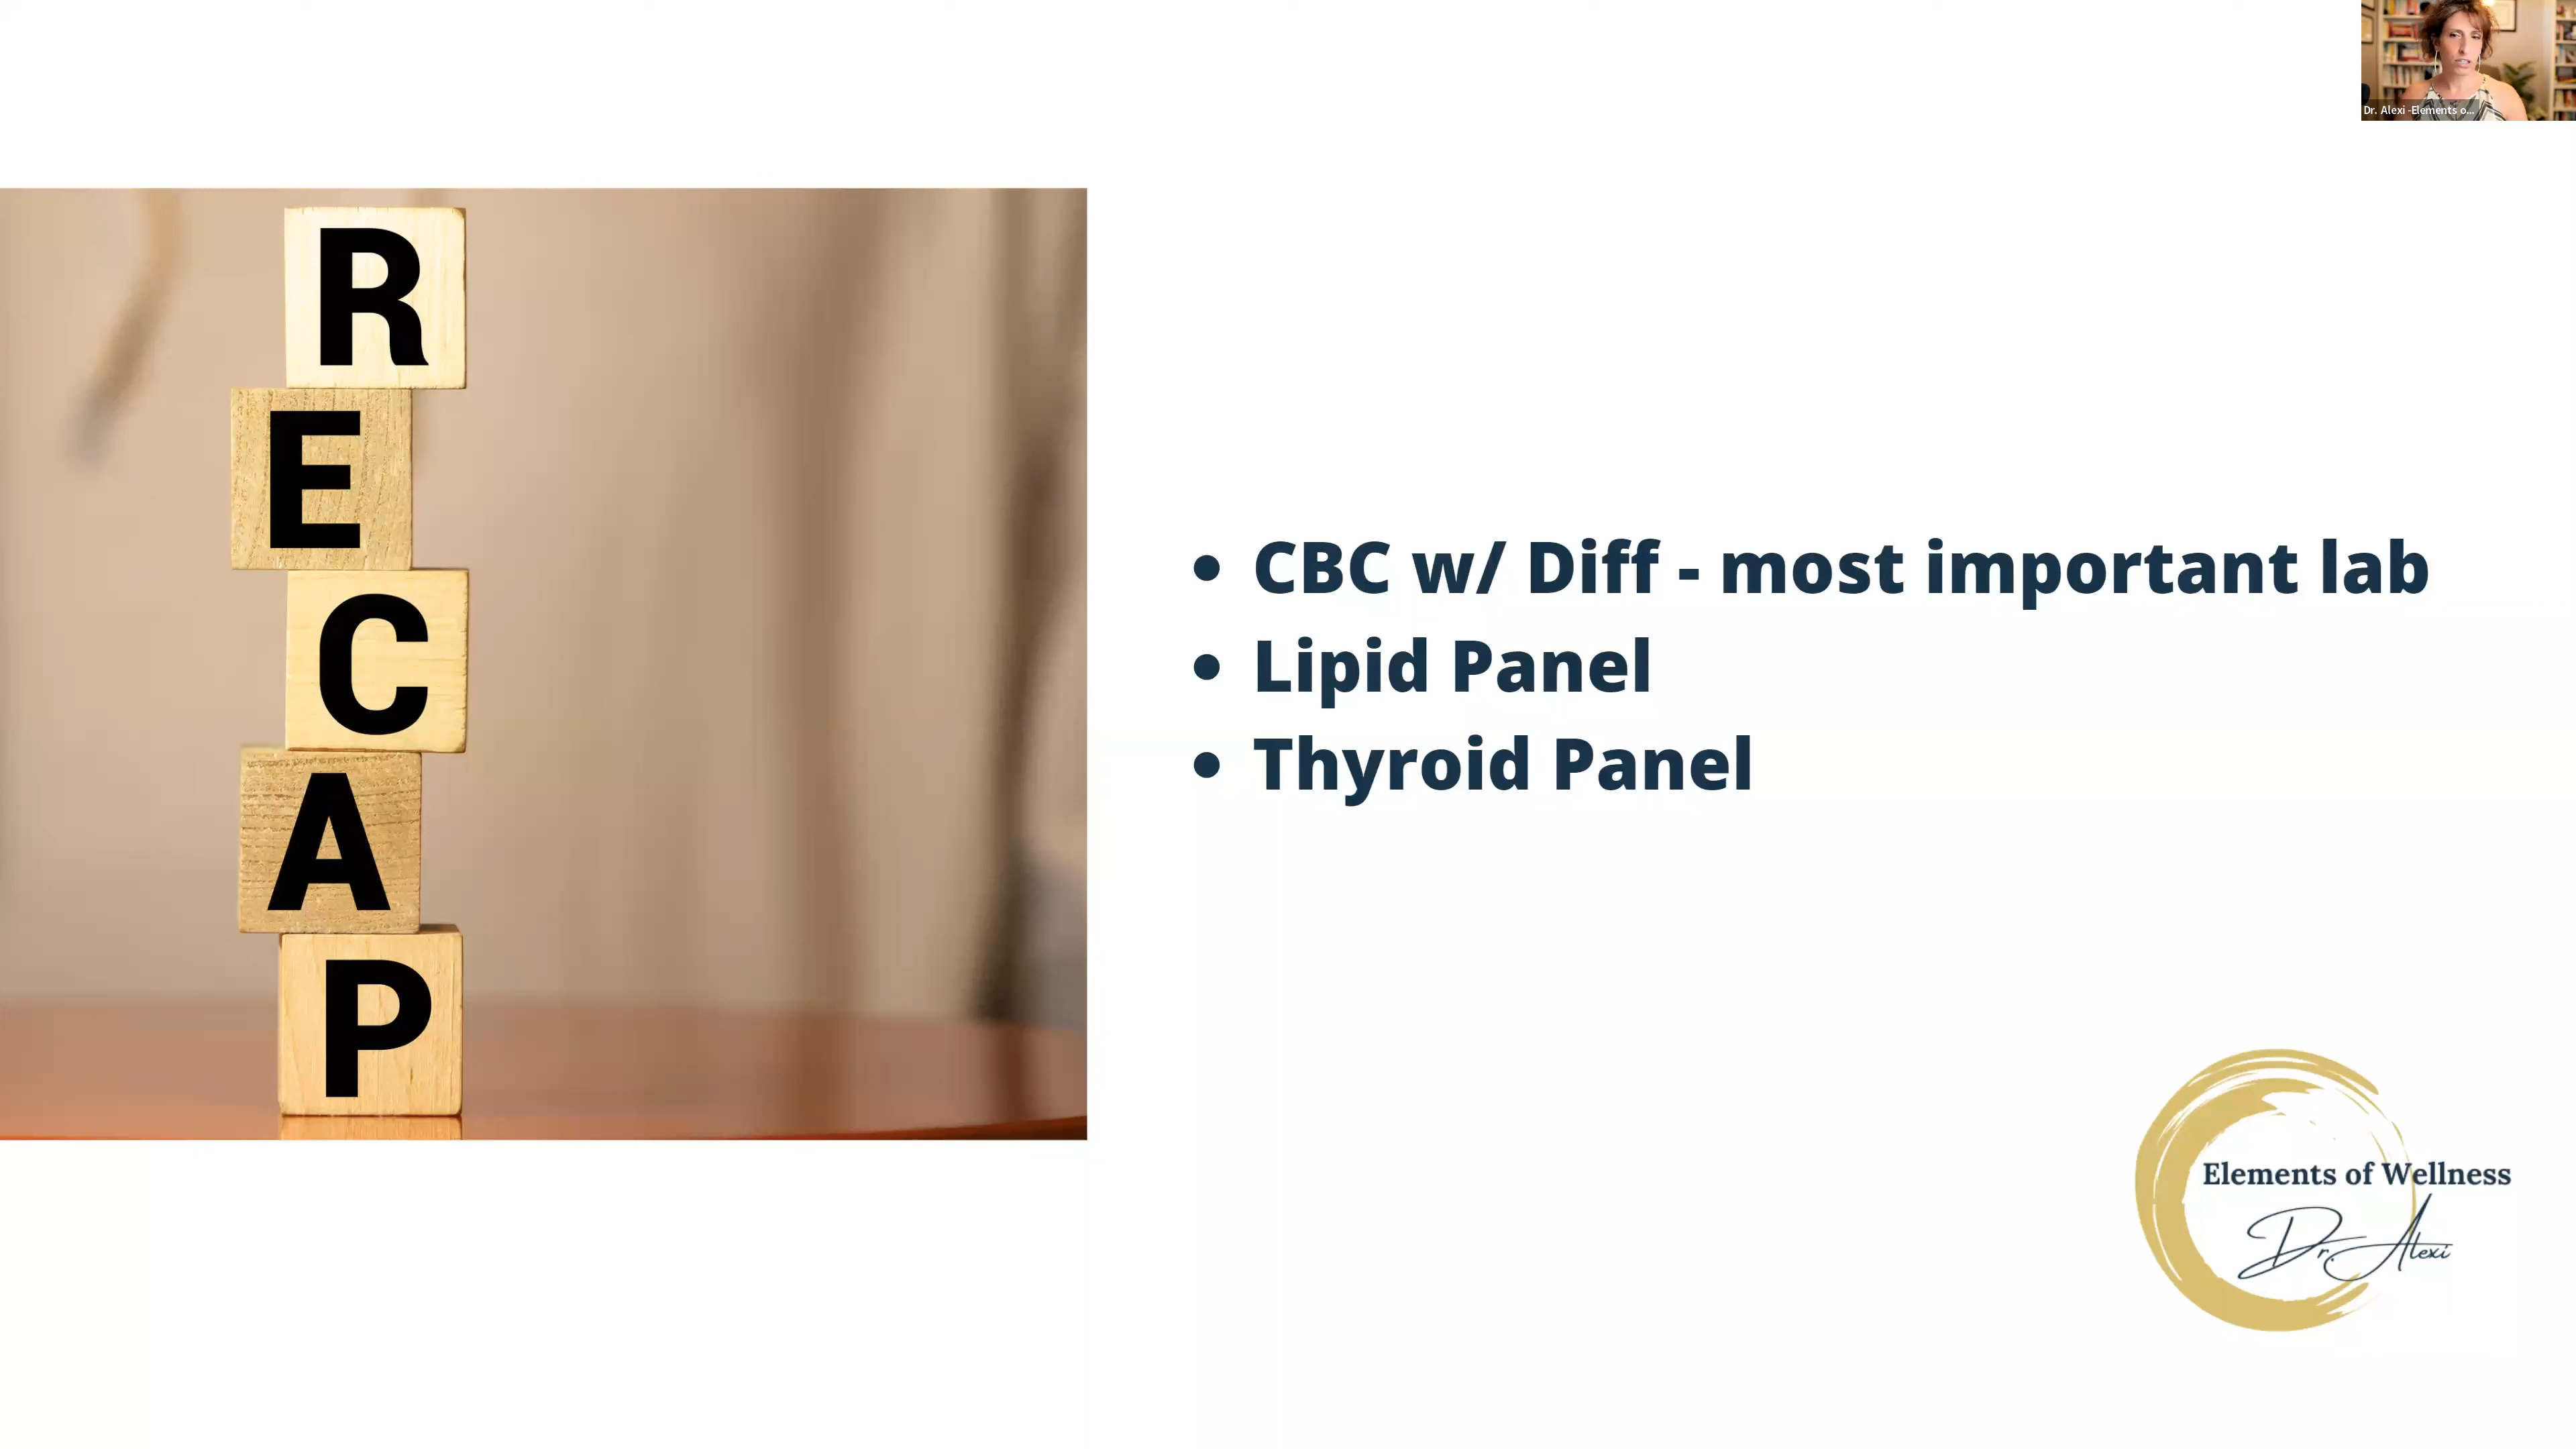 Dr. Alexi -Elements o...
R
E
C
A
P
• CBC w/ Diff - most important lab
• Lipid Panel
• Thyroid Panel
Elements of Wellness
Dr. Alexi